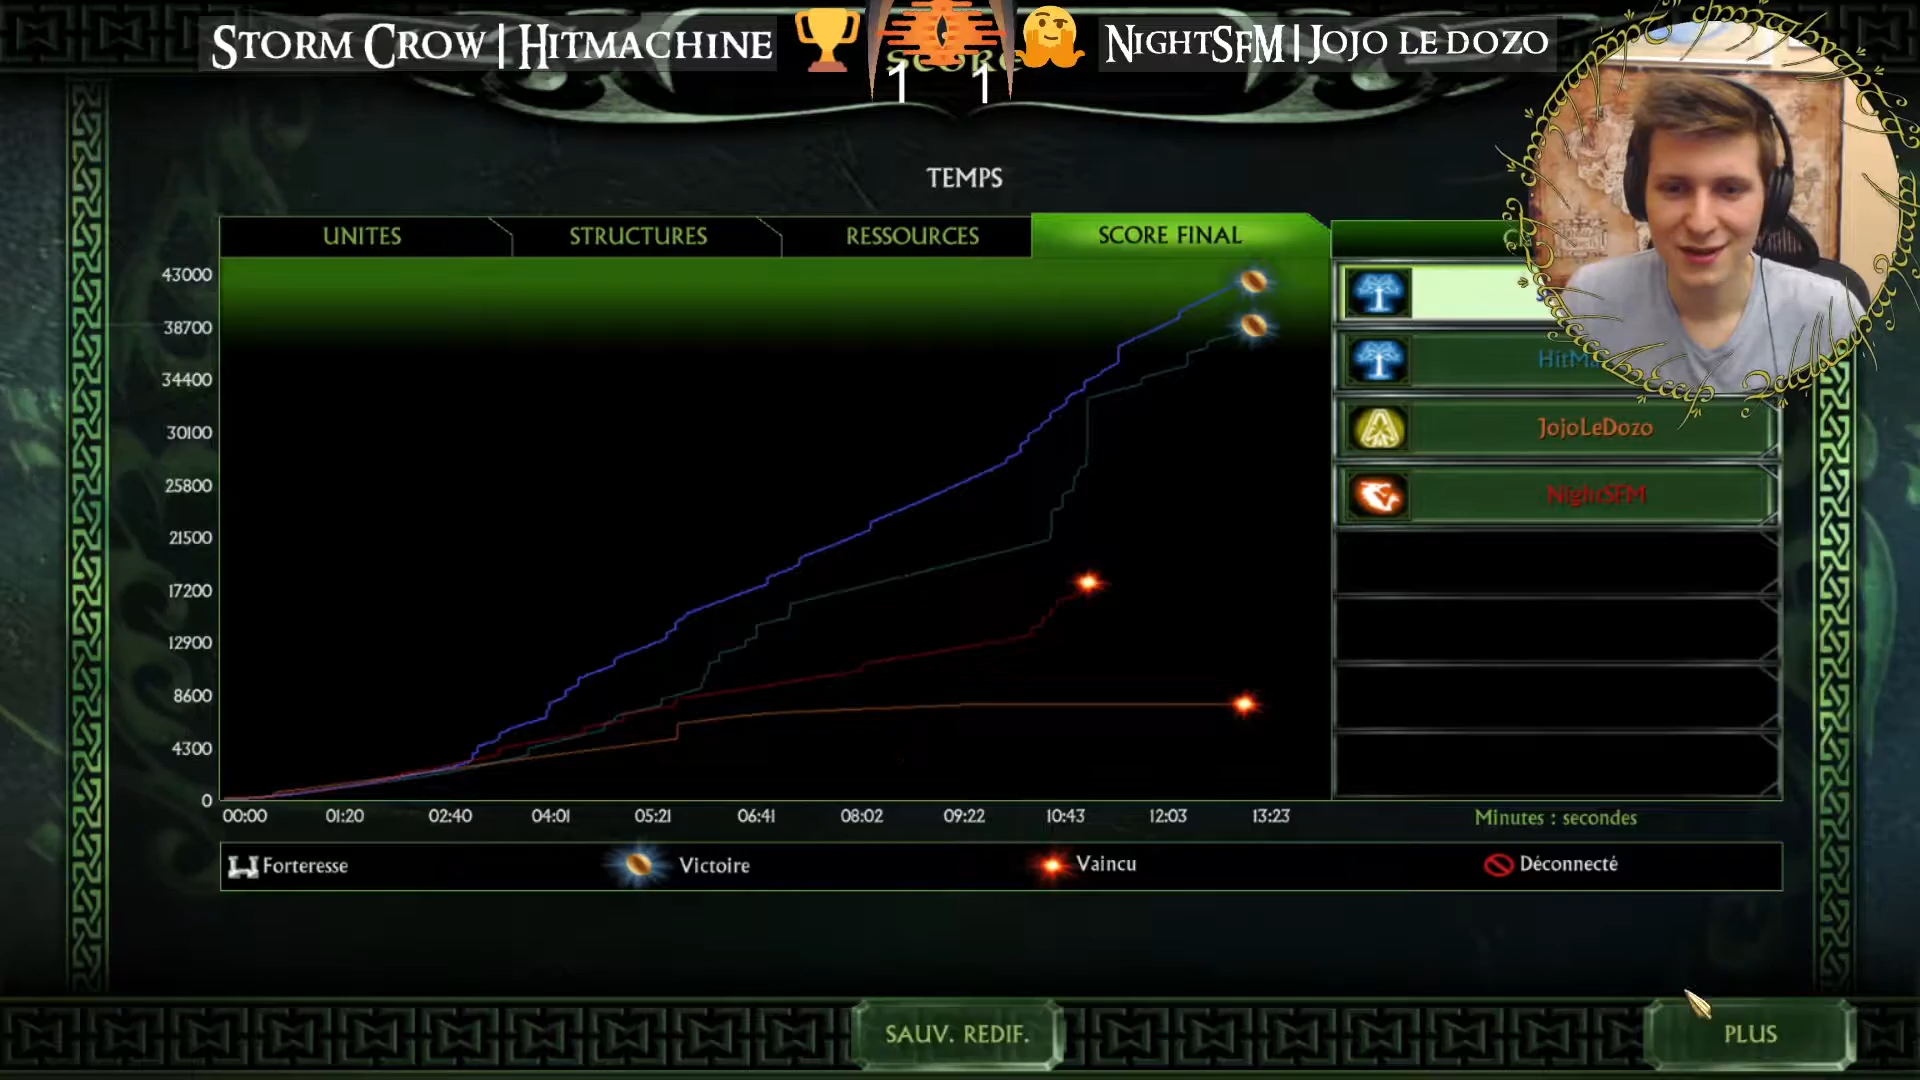 STORM CROW | HITMACHINE
NIGHTSFM | JOJO LE DOZO
SCORE
1 1
TEMPS
UNITES
STRUCTURES
RESSOURCES
SCORE FINAL
43000
38700
34400
30100
25800
21500
17200
12900
8600
4300
0
JojoLeDozo
NightSFM
00:00 01:20 02:40 04:01 05:21 06:41 08:02 09:22 10:43 12:03 13:23
Minutes : secondes
Forteresse
Victoire
Vaincu
Déconnecté
SAUV. REDIF.
PLUS